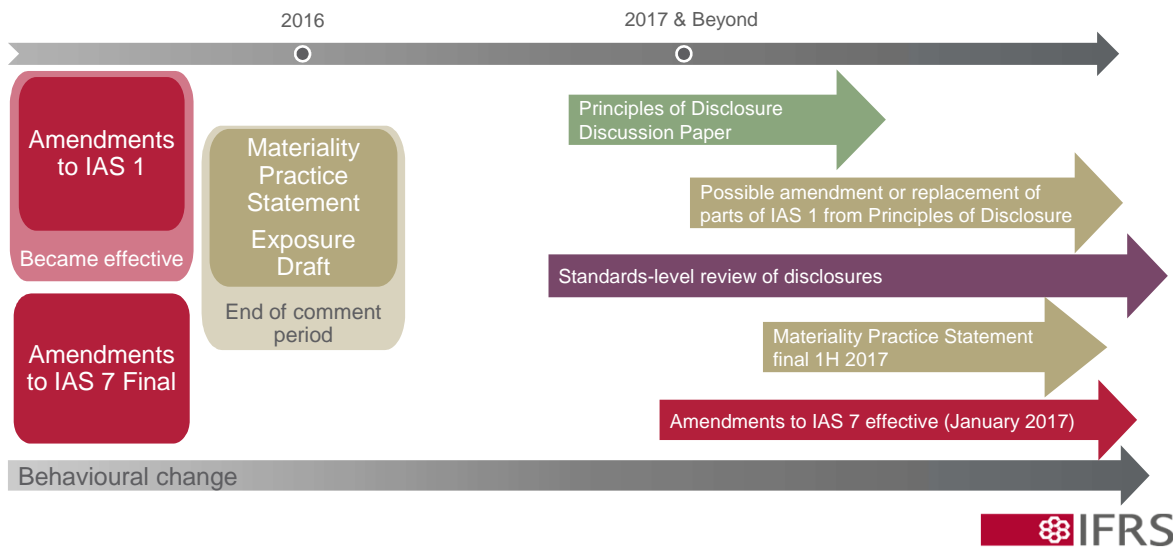 2016
2017 & Beyond
Amendments
to IAS 1
Became effective
Amendments
to IAS 7 Final
Materiality
Practice
Statement
Exposure
Draft
End of comment
period
Principles of Disclosure
Discussion Paper
Possible amendment or replacement of
parts of IAS 1 from Principles of Disclosure
Standards-level review of disclosures
Materiality Practice Statement
final 1H 2017
Amendments to IAS 7 effective (January 2017)
Behavioural change
IFRS